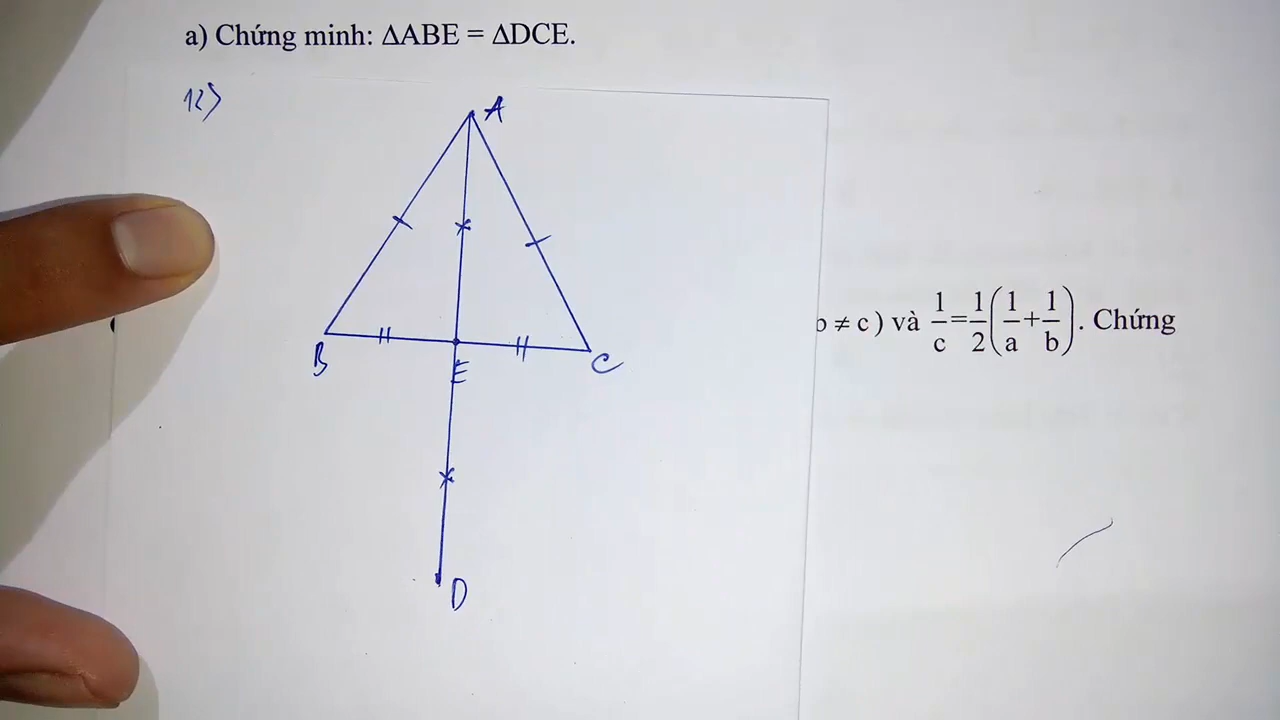 a) Chứng minh: ΔABE = ΔDCE.
12)
A
B
E
C
D
b ≠ c ) và 1/c = 1/2 (1/a + 1/b). Chứng